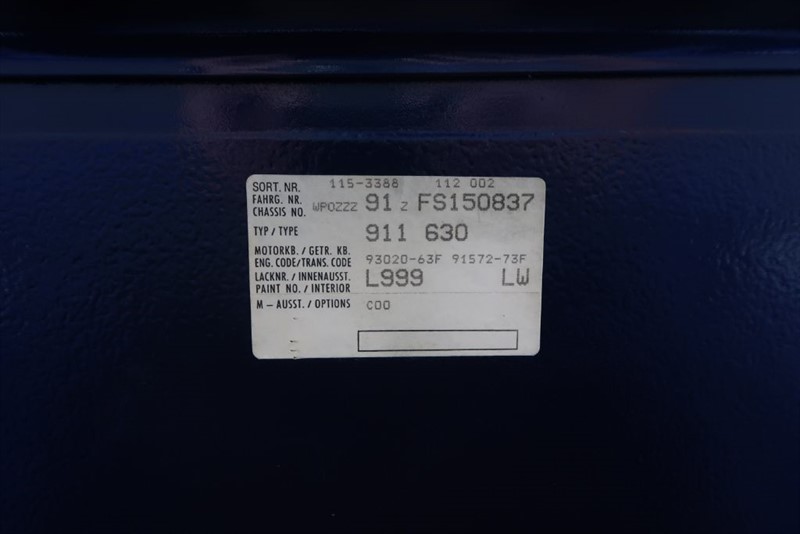 SORT. NR. 115-3388 112 002
FAHRG. NR.
CHASSIS NO. WP0ZZZ 91 Z FS150837
TYP / TYPE 911 630
MOTORKB. / GETR. KB.
ENG. CODE/TRANS. CODE 93020-63F 91572-73F
LACKNR. / INNENAUSST. L999 LW
PAINT NO. / INTERIOR
M – AUSST. / OPTIONS C00